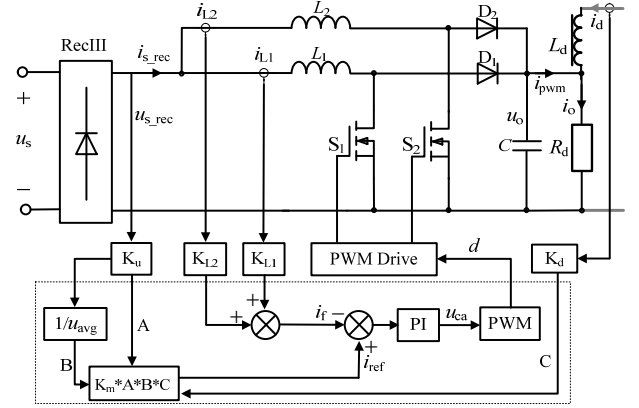 i_L2
L_2
D_2
i_d
RecIII
i_s_rec
i_L1
L_1
D_1
L_d
+
u_s
−
u_s_rec
i_pwm
i_o
S_1
S_2
u_o
C
R_d
K_u
K_L2
K_L1
PWM Drive
d
K_d
1/u_avg
A
+
+
i_f
−
PI
u_ca
PWM
B
+
i_ref
C
K_m*A*B*C